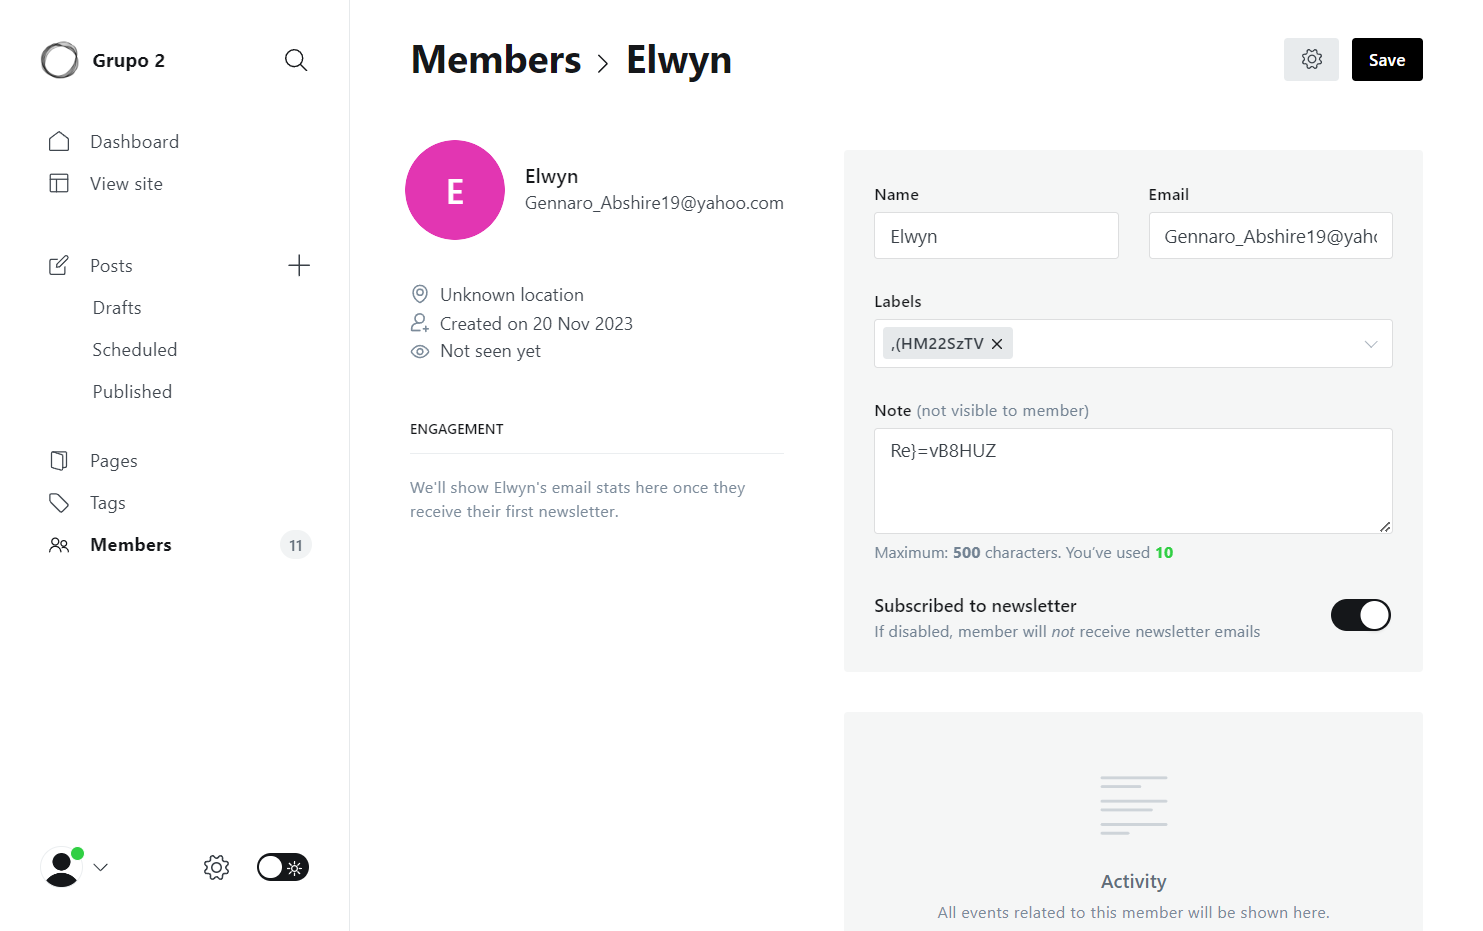 Grupo 2
Dashboard
View site
Posts
Drafts
Scheduled
Published
Pages
Tags
Members
11
Members > Elwyn
Save
E
Elwyn
Gennaro_Abshire19@yahoo.com
Unknown location
Created on 20 Nov 2023
Not seen yet
ENGAGEMENT
We'll show Elwyn's email stats here once they
receive their first newsletter.
Name
Elwyn
Email
Gennaro_Abshire19@yaho
Labels
,(HM22SzTV ×
Note (not visible to member)
Re}=vB8HUZ
Maximum: 500 characters. You've used 10
Subscribed to newsletter
If disabled, member will not receive newsletter emails
Activity
All events related to this member will be shown here.